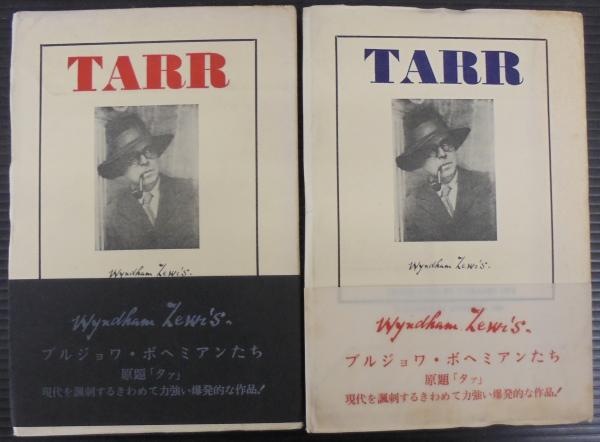 TARR
Wyndham Lewis.
Wyndham Lewis.
ブルジョワ・ボヘミアンたち
原題「タァ」
現代を諷刺するきわめて力強い爆発的な作品!
TARR
Wyndham Lewis.
Wyndham Lewis.
ブルジョワ・ボヘミアンたち
原題「タァ」
現代を諷刺するきわめて力強い爆発的な作品!